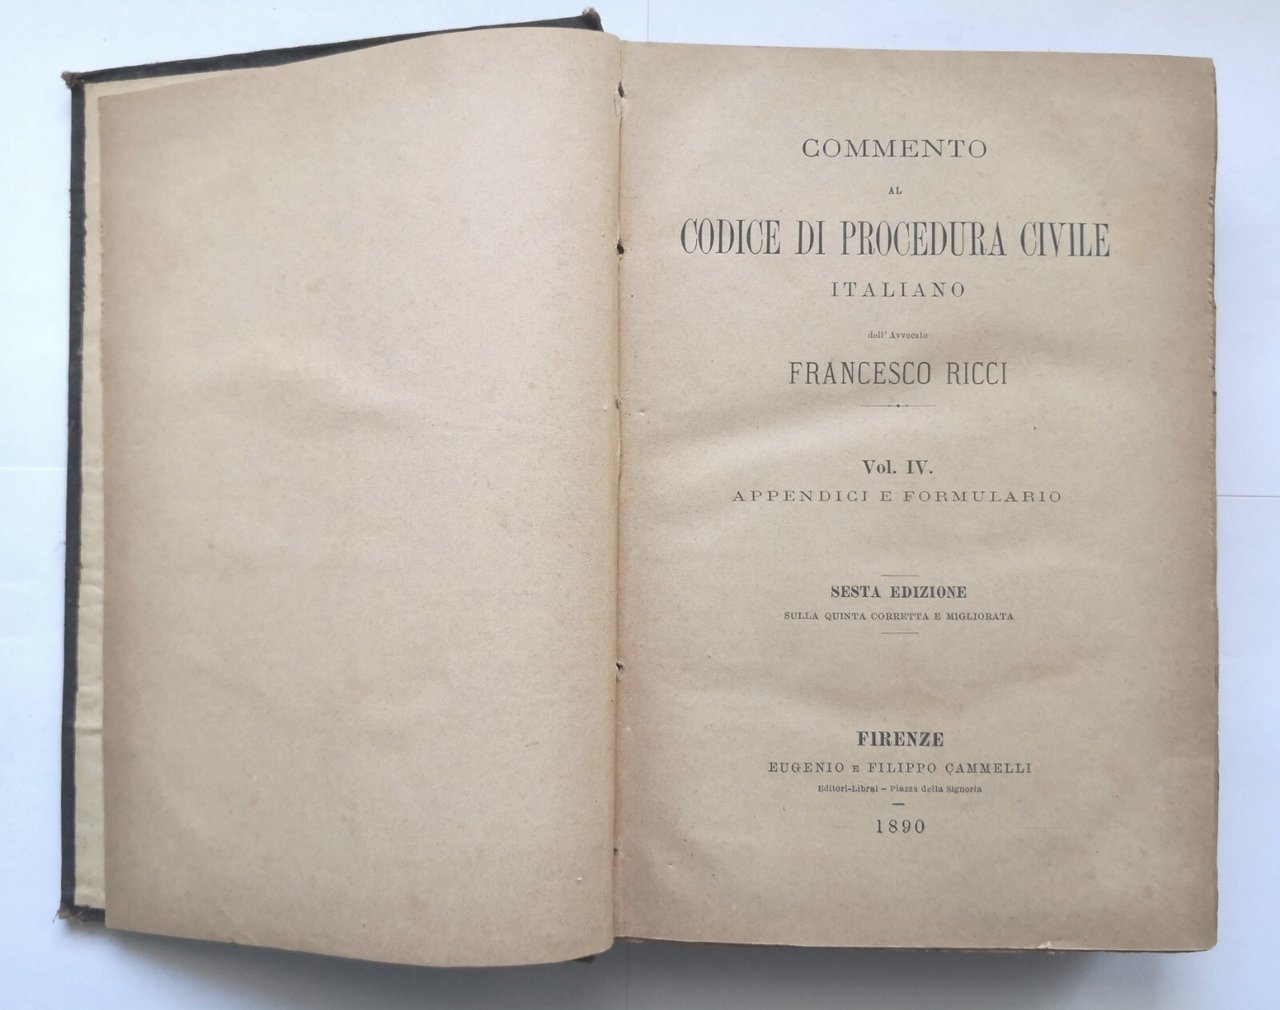 COMMENTO
AL
CODICE DI PROCEDURA CIVILE
ITALIANO
dell' Avvocato
FRANCESCO RICCI
Vol. IV.
APPENDICI E FORMULARIO
SESTA EDIZIONE
SULLA QUINTA CORRETTA E MIGLIORATA
FIRENZE
EUGENIO E FILIPPO CAMMELLI
Editori-Librai – Piazza della Signoria
1890